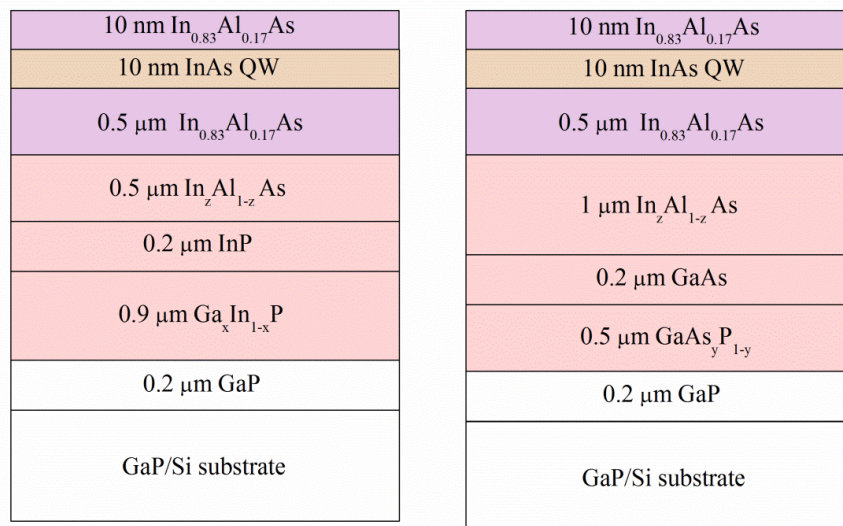 10 nm In0.83Al0.17As
10 nm InAs QW
0.5 μm In0.83Al0.17As
0.5 μm InzAl1-zAs
0.2 μm InP
0.9 μm GaxIn1-xP
0.2 μm GaP
GaP/Si substrate
10 nm In0.83Al0.17As
10 nm InAs QW
0.5 μm In0.83Al0.17As
1 μm InzAl1-zAs
0.2 μm GaAs
0.5 μm GaAsyP1-y
0.2 μm GaP
GaP/Si substrate